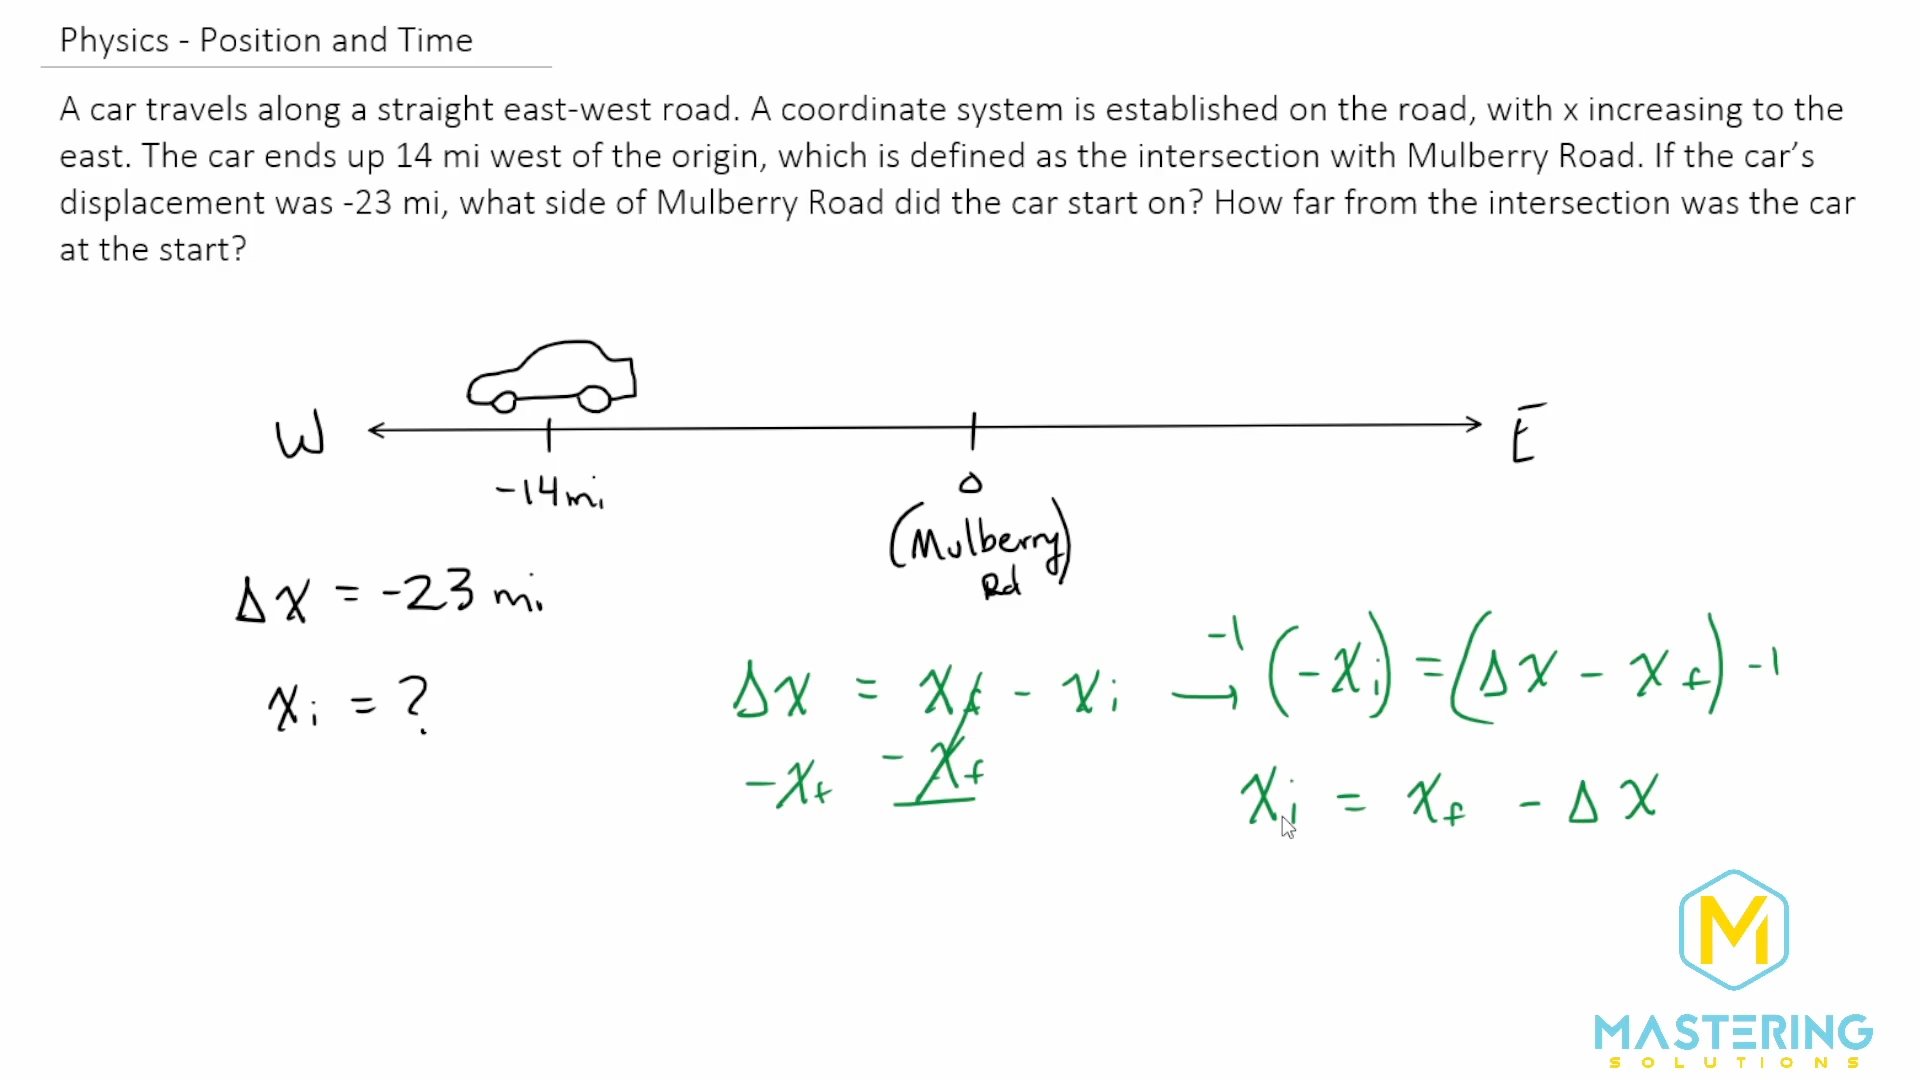 Physics - Position and Time
A car travels along a straight east-west road. A coordinate system is established on the road, with x increasing to the
east. The car ends up 14 mi west of the origin, which is defined as the intersection with Mulberry Road. If the car’s
displacement was -23 mi, what side of Mulberry Road did the car start on? How far from the intersection was the car
at the start?
W
E
-14 mi
0
(Mulberry
Rd)
Δx = -23 mi
xi = ?
Δx = xf - xi → -1 (-xi) = (Δx - xf) -1
-xf -xf
xi = xf - Δx
M
MASTERING
SOLUTIONS